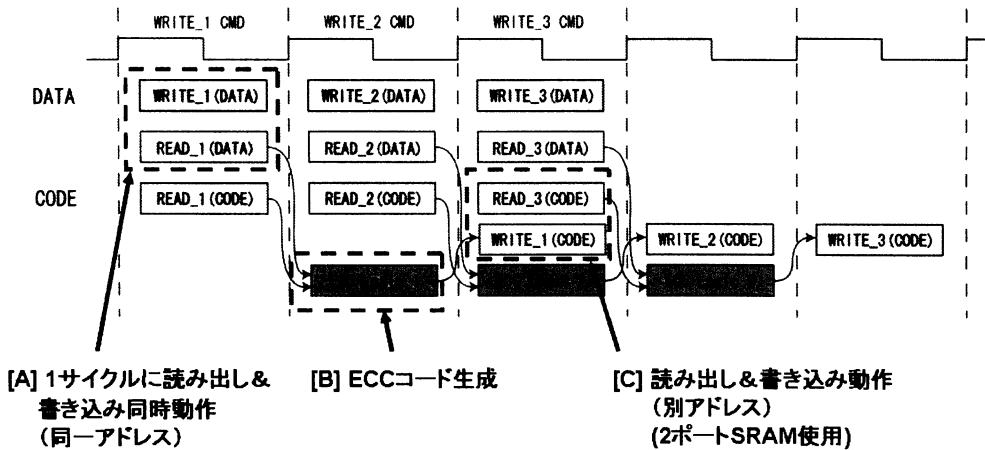 WRITE_1 CMD
WRITE_2 CMD
WRITE_3 CMD
DATA
WRITE_1(DATA)
WRITE_2(DATA)
WRITE_3(DATA)
READ_1(DATA)
READ_2(DATA)
READ_3(DATA)
CODE
READ_1(CODE)
READ_2(CODE)
READ_3(CODE)
WRITE_1(CODE)
WRITE_2(CODE)
WRITE_3(CODE)
[A] 1サイクルに読み出し&
書き込み同時動作
(同一アドレス)
[B] ECCコード生成
[C] 読み出し&書き込み動作
(別アドレス)
(2ポートSRAM使用)